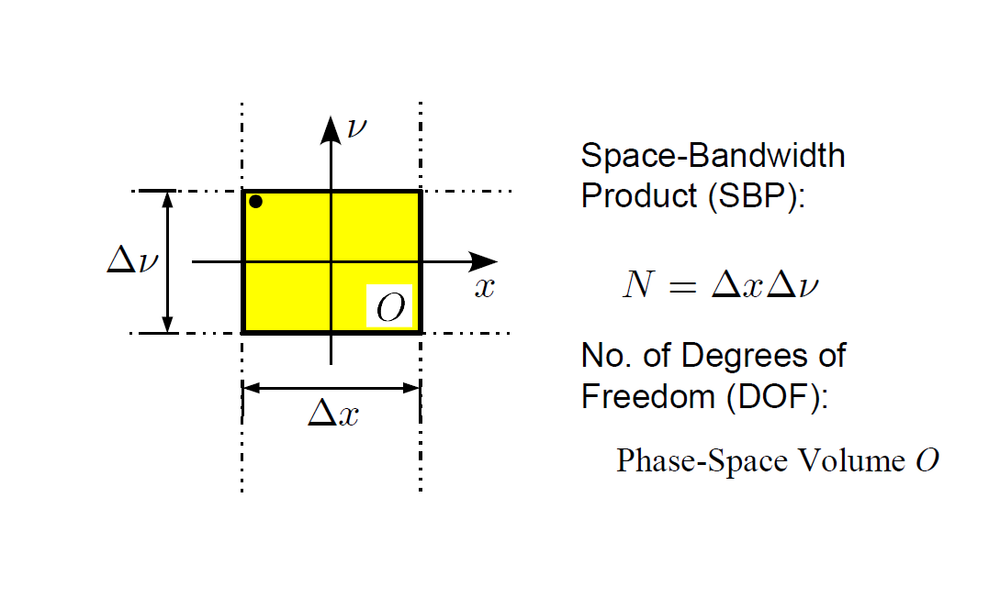 ν
Δν
x
O
Δx
Space-Bandwidth
Product (SBP):
N = ΔxΔν
No. of Degrees of
Freedom (DOF):
Phase-Space Volume O